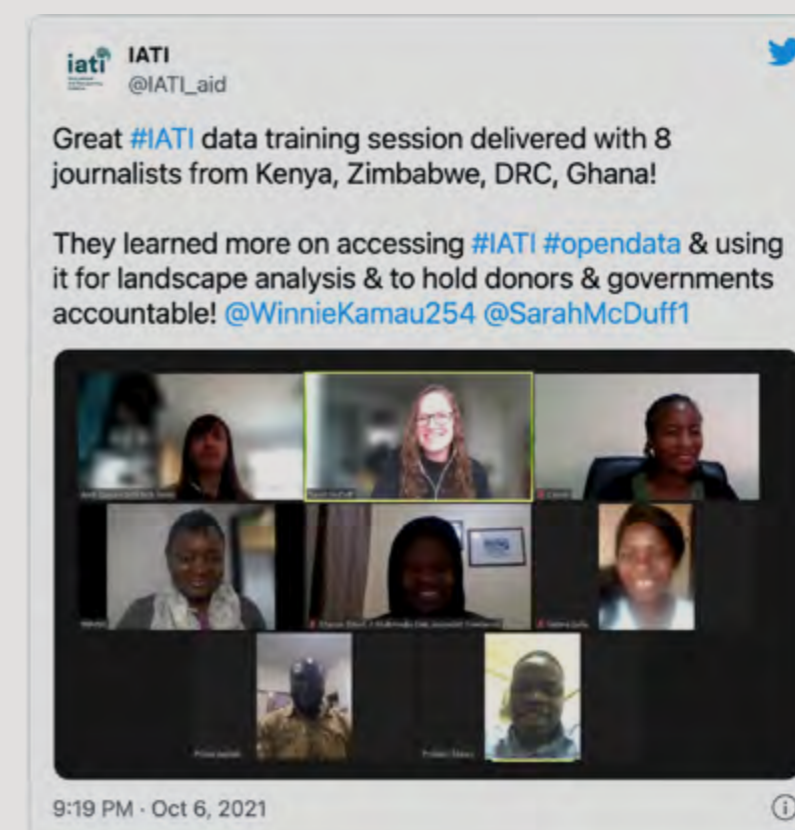 iati
IATI
@IATI_aid
Great #IATI data training session delivered with 8
journalists from Kenya, Zimbabwe, DRC, Ghana!
They learned more on accessing #IATI #opendata & using
it for landscape analysis & to hold donors & governments
accountable! @WinnieKamau254 @SarahMcDuff1
9:19 PM · Oct 6, 2021